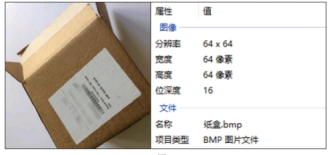 属性 值
图像
分辨率 64 x 64
宽度 64 像素
高度 64 像素
位深度 16
文件
名称 纸盒.bmp
项目类型 BMP 图片文件